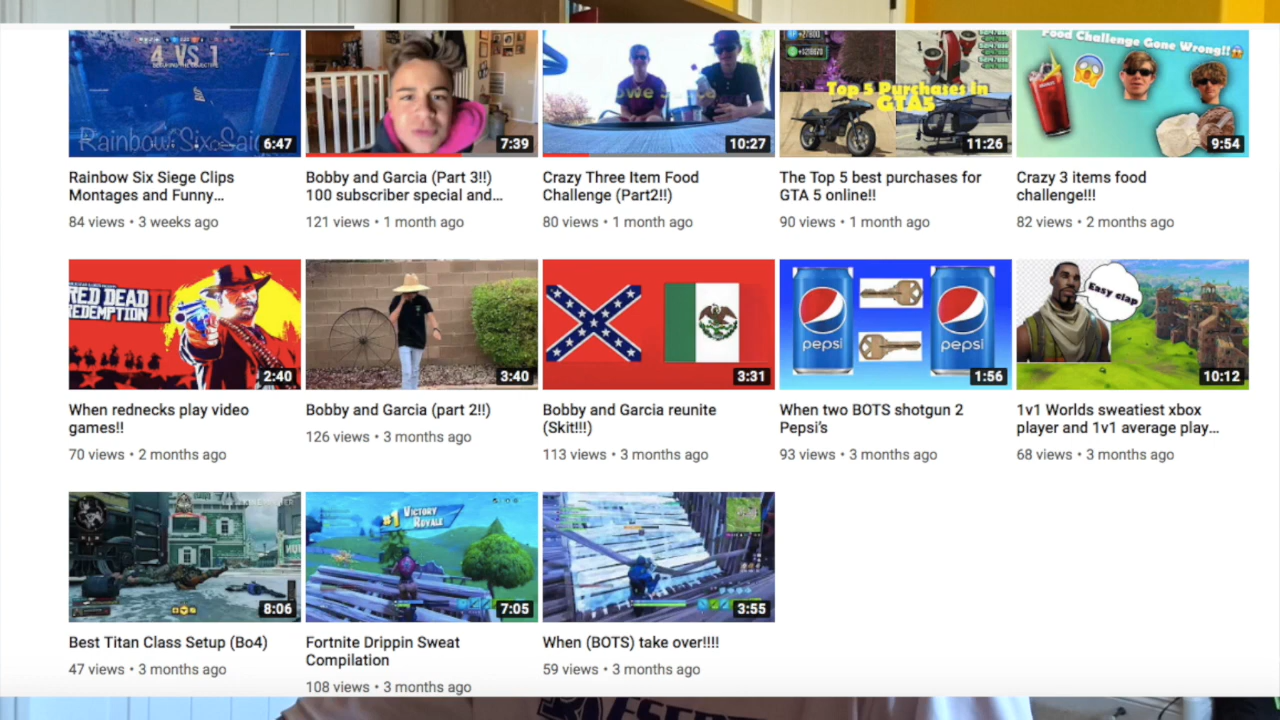 4 VS 1
Rainbow Six Saig
6:47
7:39
10:27
Top 5 Purchases in
GTA5
11:26
Food Challenge Gone Wrong!!
9:54
Rainbow Six Siege Clips
Montages and Funny...
84 views • 3 weeks ago
Bobby and Garcia (Part 3!!)
100 subscriber special and...
121 views • 1 month ago
Crazy Three Item Food
Challenge (Part2!!)
80 views • 1 month ago
The Top 5 best purchases for
GTA 5 online!!
90 views • 1 month ago
Crazy 3 items food
challenge!!!
82 views • 2 months ago
RED DEAD
REDEMPTION II
2:40
3:40
3:31
pepsi
pepsi
1:56
Easy clap
10:12
When rednecks play video
games!!
70 views • 2 months ago
Bobby and Garcia (part 2!!)
126 views • 3 months ago
Bobby and Garcia reunite
(Skit!!!)
113 views • 3 months ago
When two BOTS shotgun 2
Pepsi's
93 views • 3 months ago
1v1 Worlds sweatiest xbox
player and 1v1 average play...
68 views • 3 months ago
8:06
#1 VICTORY
ROYALE
7:05
3:55
Best Titan Class Setup (Bo4)
47 views • 3 months ago
Fortnite Drippin Sweat
Compilation
108 views • 3 months ago
When (BOTS) take over!!!!
59 views • 3 months ago